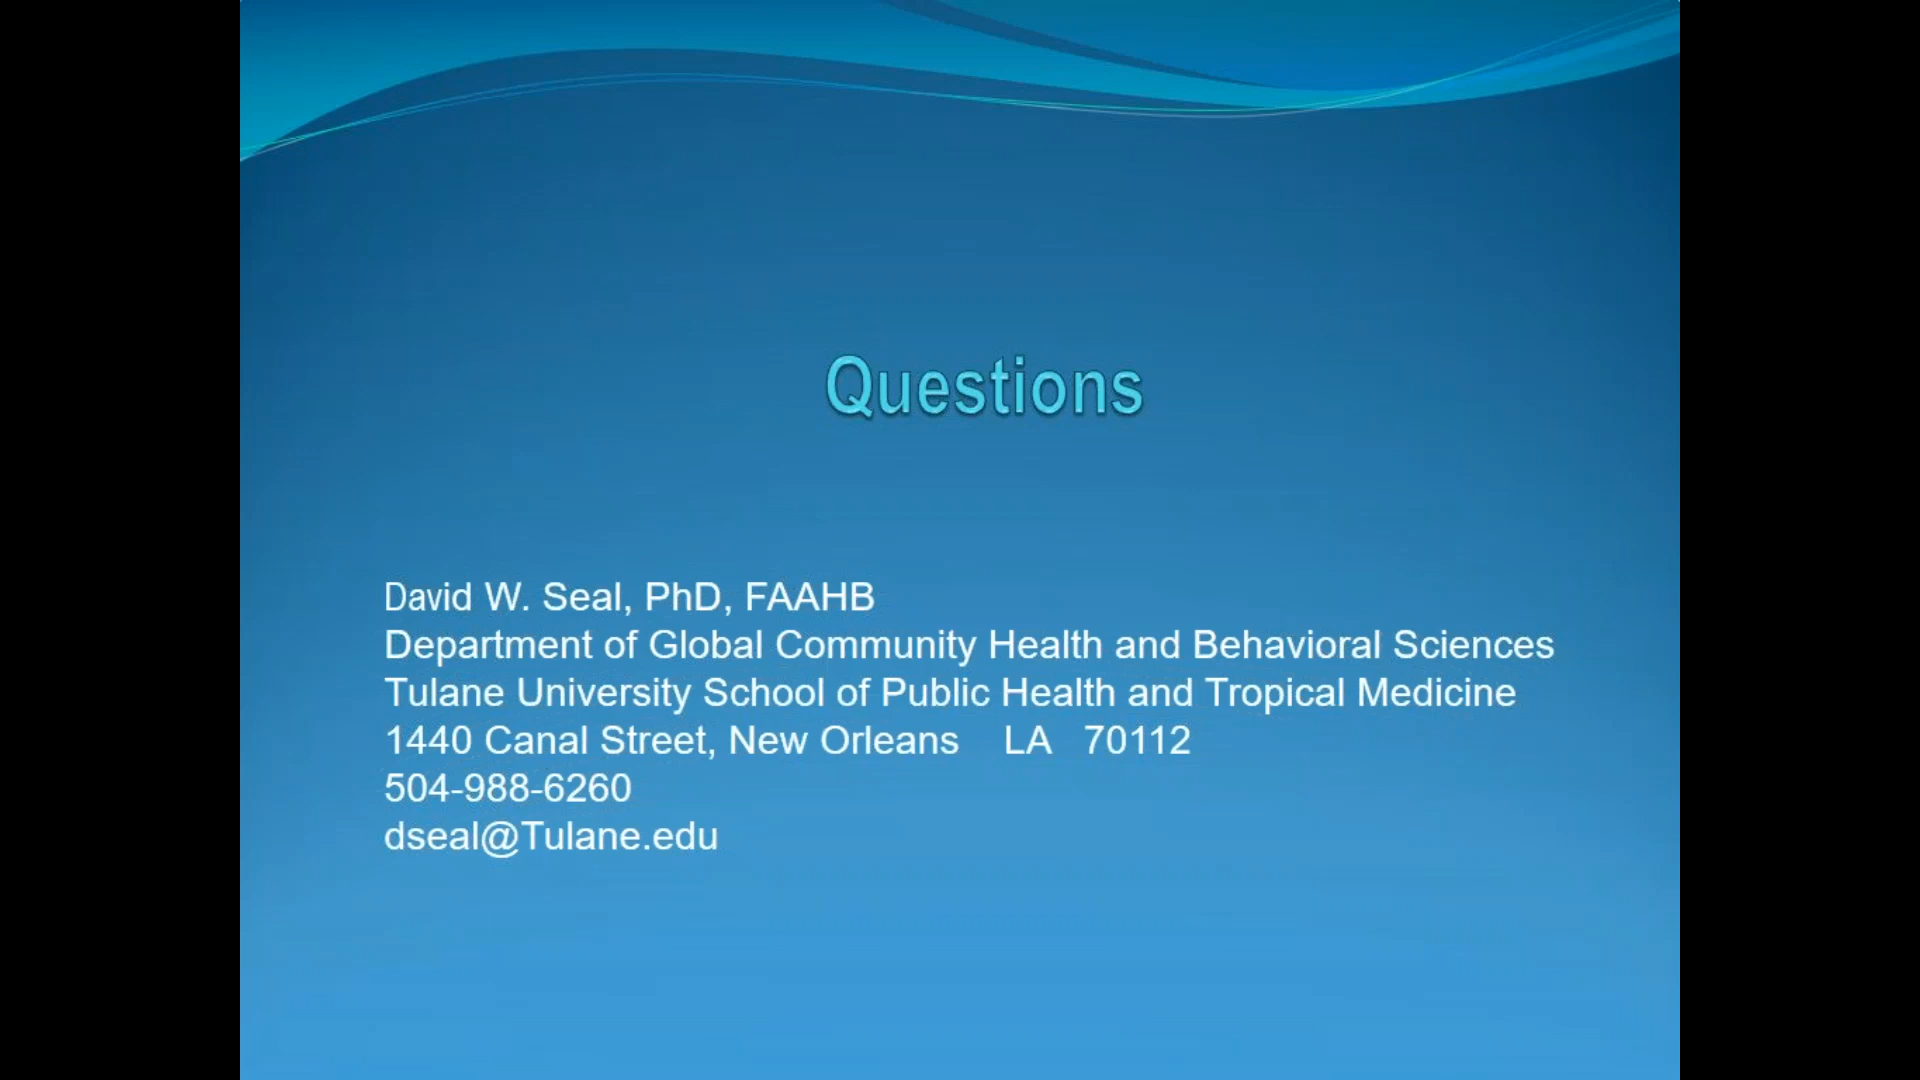 Questions
David W. Seal, PhD, FAAHB
Department of Global Community Health and Behavioral Sciences
Tulane University School of Public Health and Tropical Medicine
1440 Canal Street, New Orleans    LA   70112
504-988-6260
dseal@Tulane.edu